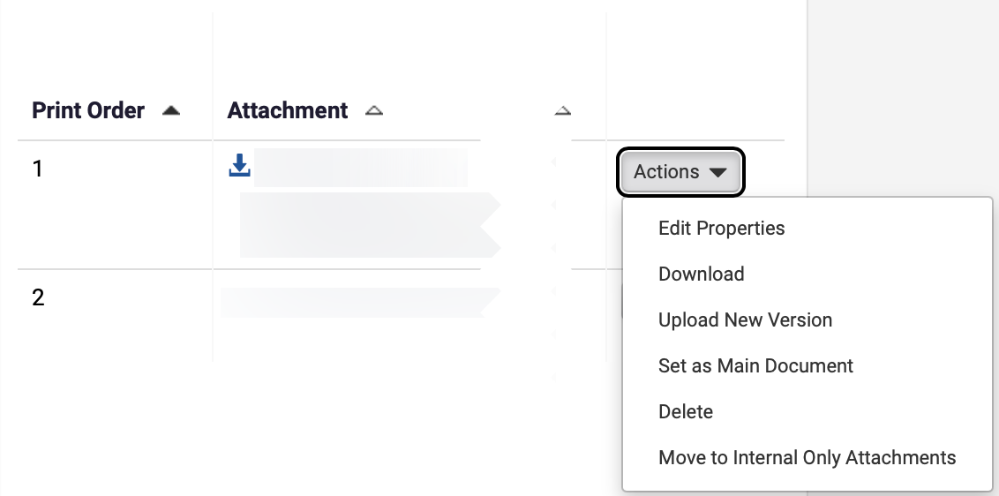 Print Order
Attachment
1
Actions
Edit Properties
Download
2
Upload New Version
Set as Main Document
Delete
Move to Internal Only Attachments